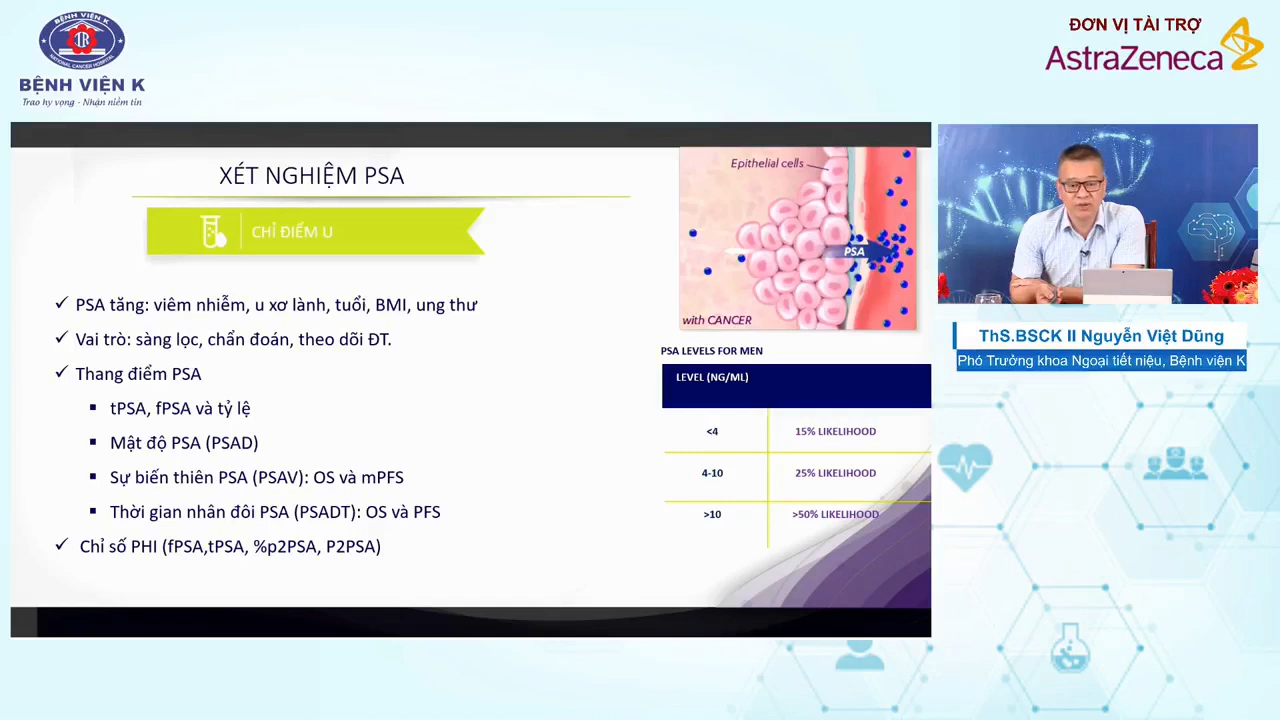 BỆNH VIỆN K
NATIONAL CANCER HOSPITAL
BỆNH VIỆN K
Trao hy vọng - Nhận niềm tin
ĐƠN VỊ TÀI TRỢ
AstraZeneca
XÉT NGHIỆM PSA
CHỈ ĐIỂM U
✓ PSA tăng: viêm nhiễm, u xơ lành, tuổi, BMI, ung thư
✓ Vai trò: sàng lọc, chẩn đoán, theo dõi ĐT.
✓ Thang điểm PSA
▪ tPSA, fPSA và tỷ lệ
▪ Mật độ PSA (PSAD)
▪ Sự biến thiên PSA (PSAV): OS và mPFS
▪ Thời gian nhân đôi PSA (PSADT): OS và PFS
✓ Chỉ số PHI (fPSA,tPSA, %p2PSA, P2PSA)
Epithelial cells
PSA
with CANCER
PSA LEVELS FOR MEN
LEVEL (NG/ML)
<4 15% LIKELIHOOD
4-10 25% LIKELIHOOD
>10 >50% LIKELIHOOD
ThS.BSCK II Nguyễn Việt Dũng
Phó Trưởng khoa Ngoại tiết niệu, Bệnh viện K